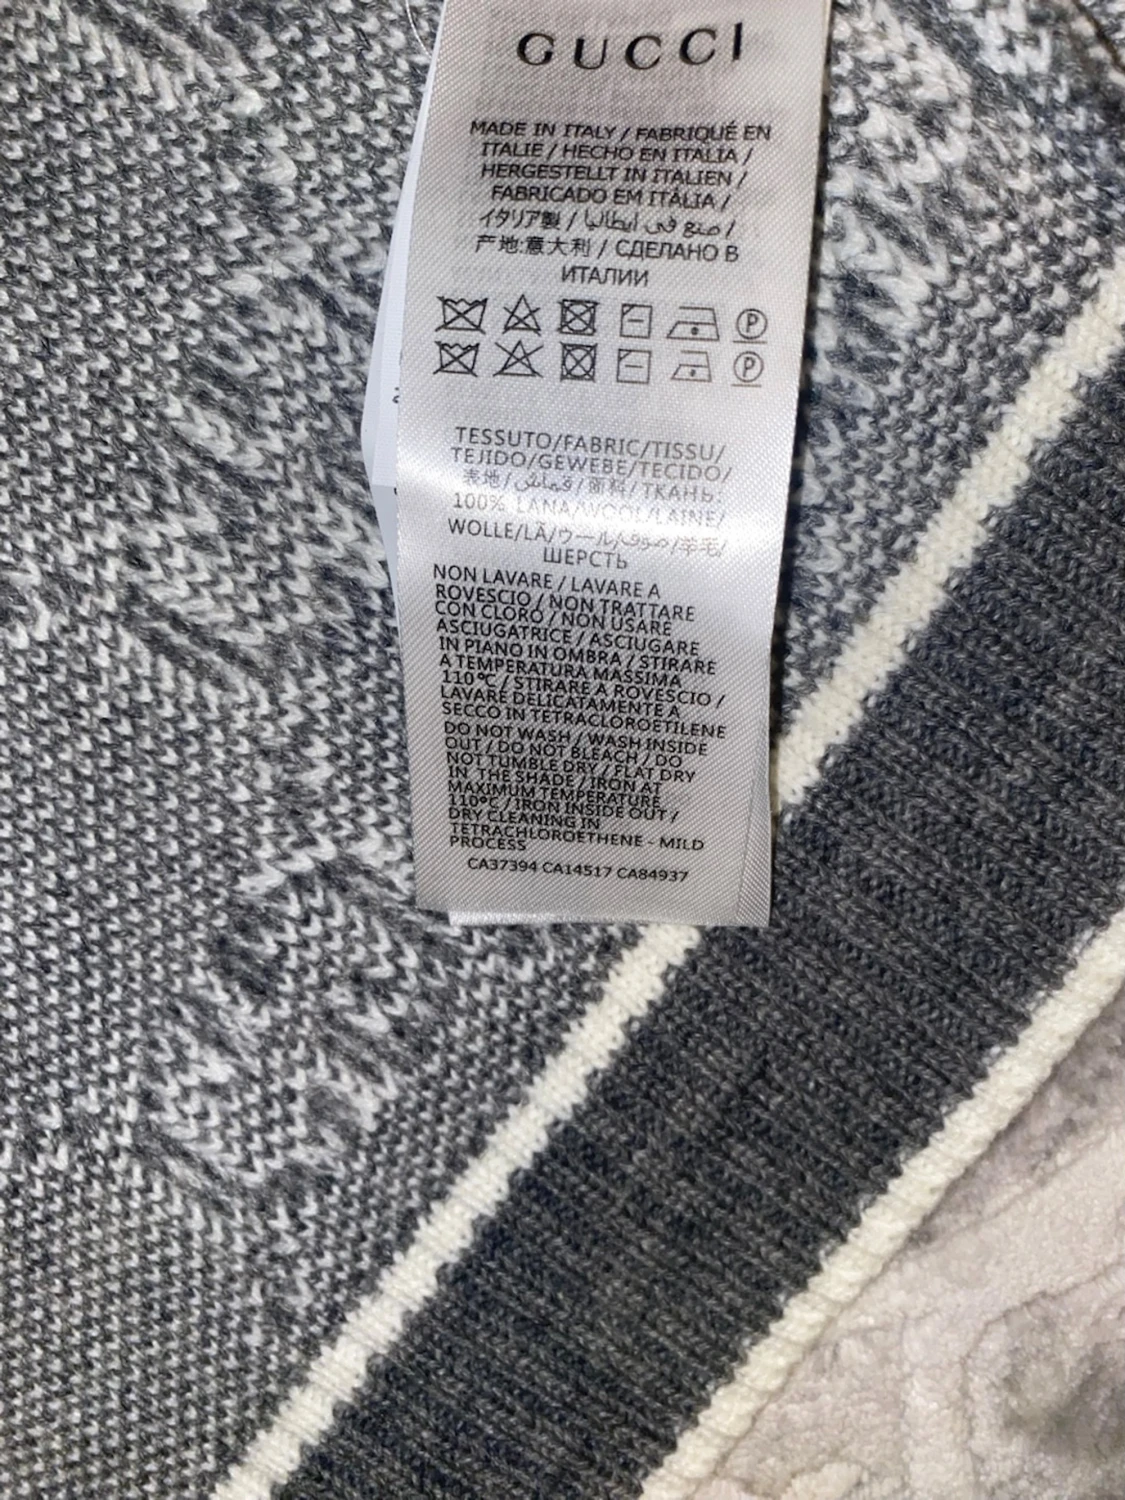 GUCCI
MADE IN ITALY / FABRIQUÉ EN
ITALIE / HECHO EN ITALIA /
HERGESTELLT IN ITALIEN /
FABRICADO EM ITÁLIA /
イタリア製 / صنع في ايطاليا /
产地:意大利 / СДЕЛАНО В
ИТАЛИИ
P
P
TESSUTO/FABRIC/TISSU/
TEJIDO/GEWEBE/TECIDO/
表地/قماش/面料/ТКАНЬ:
100% LANA/WOOL/LAINE/
WOLLE/LÃ/ウール/صوف/羊毛/
ШЕРСТЬ
NON LAVARE / LAVARE A
ROVESCIO / NON TRATTARE
CON CLORO / NON USARE
ASCIUGATRICE / ASCIUGARE
IN PIANO IN OMBRA / STIRARE
A TEMPERATURA MASSIMA
110°C / STIRARE A ROVESCIO /
LAVARE DELICATAMENTE A
SECCO IN TETRACLOROETILENE
DO NOT WASH / WASH INSIDE
OUT / DO NOT BLEACH / DO
NOT TUMBLE DRY / FLAT DRY
IN THE SHADE / IRON AT
MAXIMUM TEMPERATURE
110°C / IRON INSIDE OUT /
DRY CLEANING IN
TETRACHLOROETHENE - MILD
PROCESS
CA37394 CA14517 CA84937